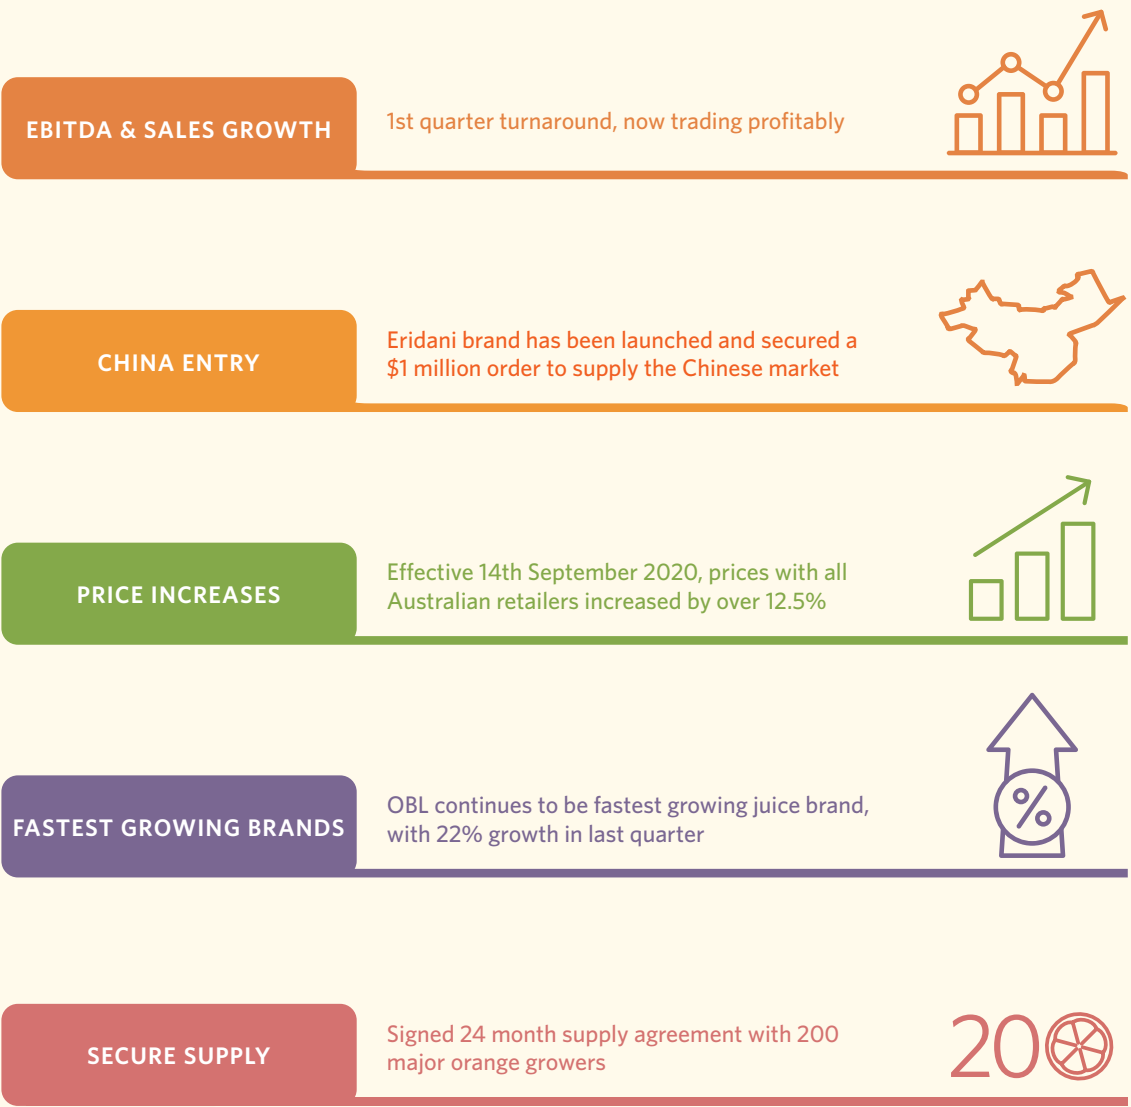 EBITDA & SALES GROWTH
1st quarter turnaround, now trading profitably
CHINA ENTRY
Eridani brand has been launched and secured a
$1 million order to supply the Chinese market
PRICE INCREASES
Effective 14th September 2020, prices with all
Australian retailers increased by over 12.5%
FASTEST GROWING BRANDS
%
OBL continues to be fastest growing juice brand,
with 22% growth in last quarter
SECURE SUPPLY
Signed 24 month supply agreement with 200
major orange growers
200